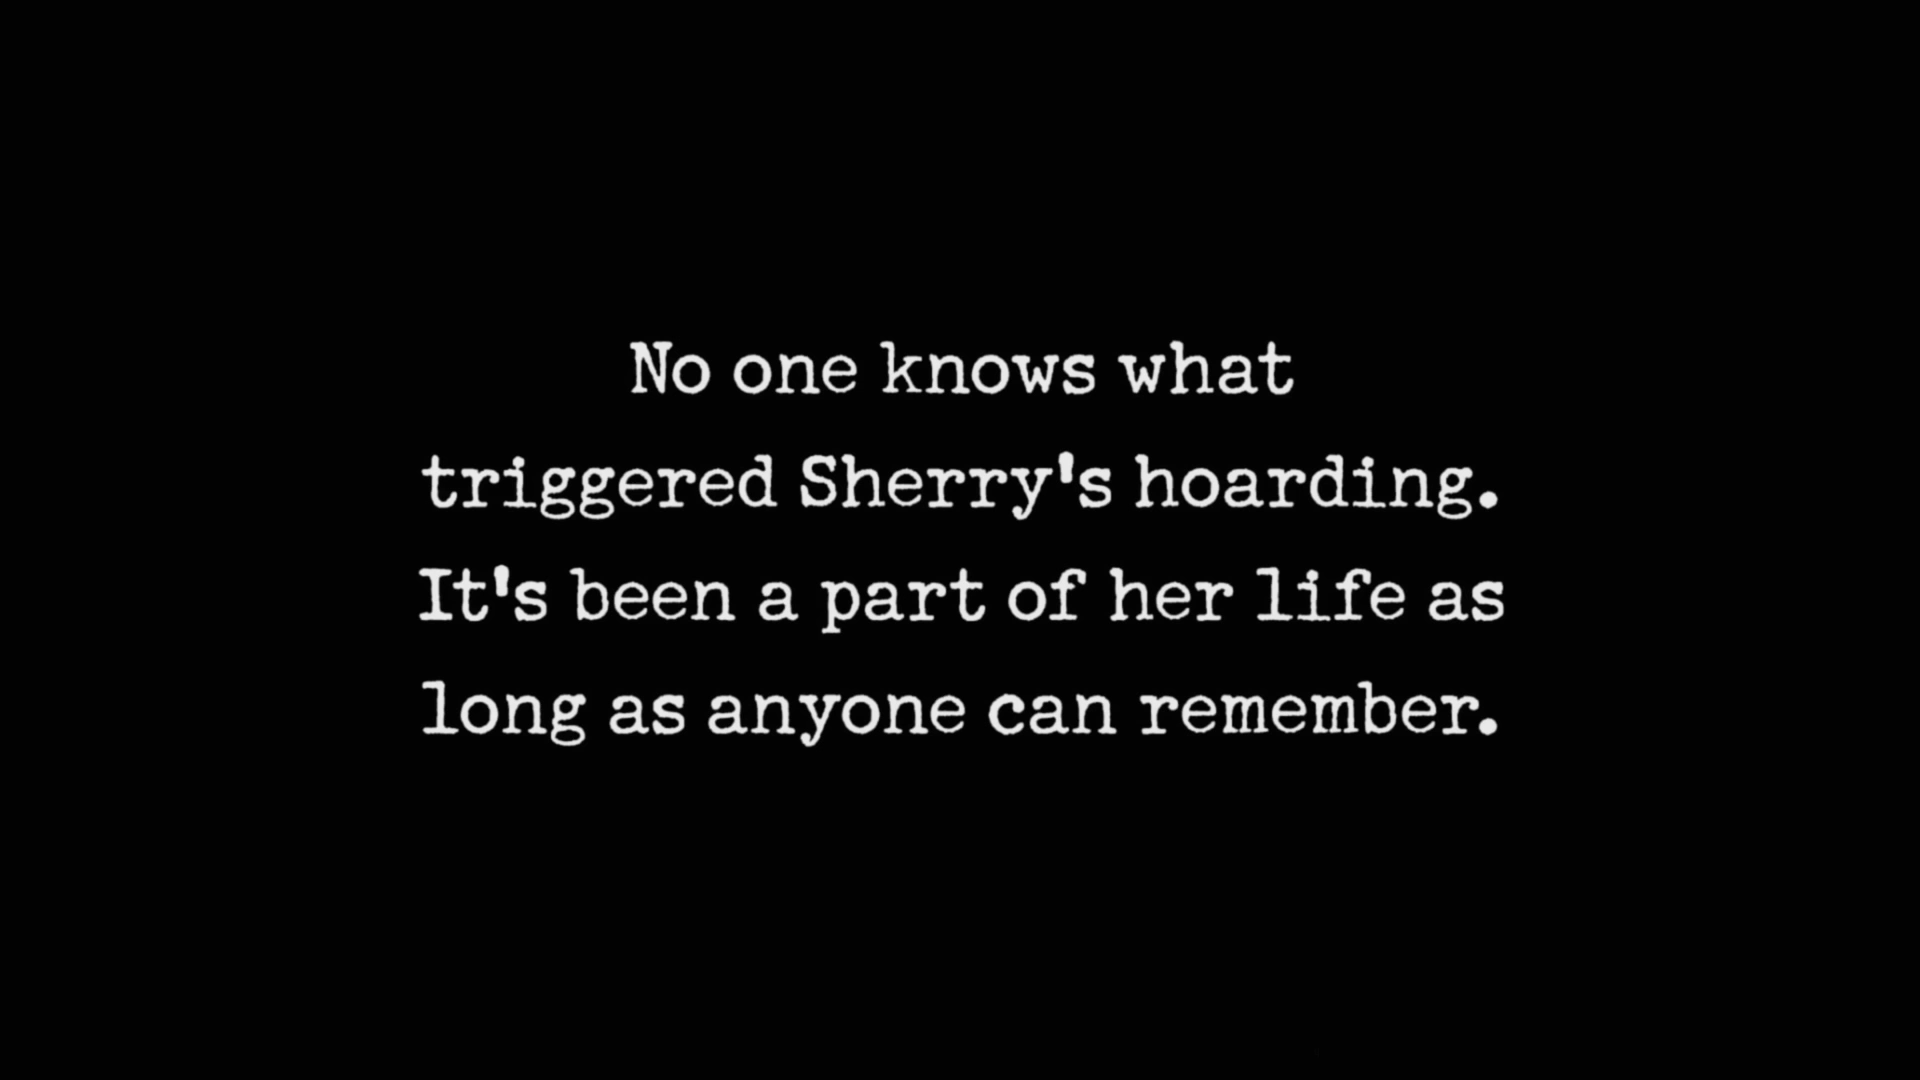 No one knows what
triggered Sherry's hoarding.
It's been a part of her life as
long as anyone can remember.